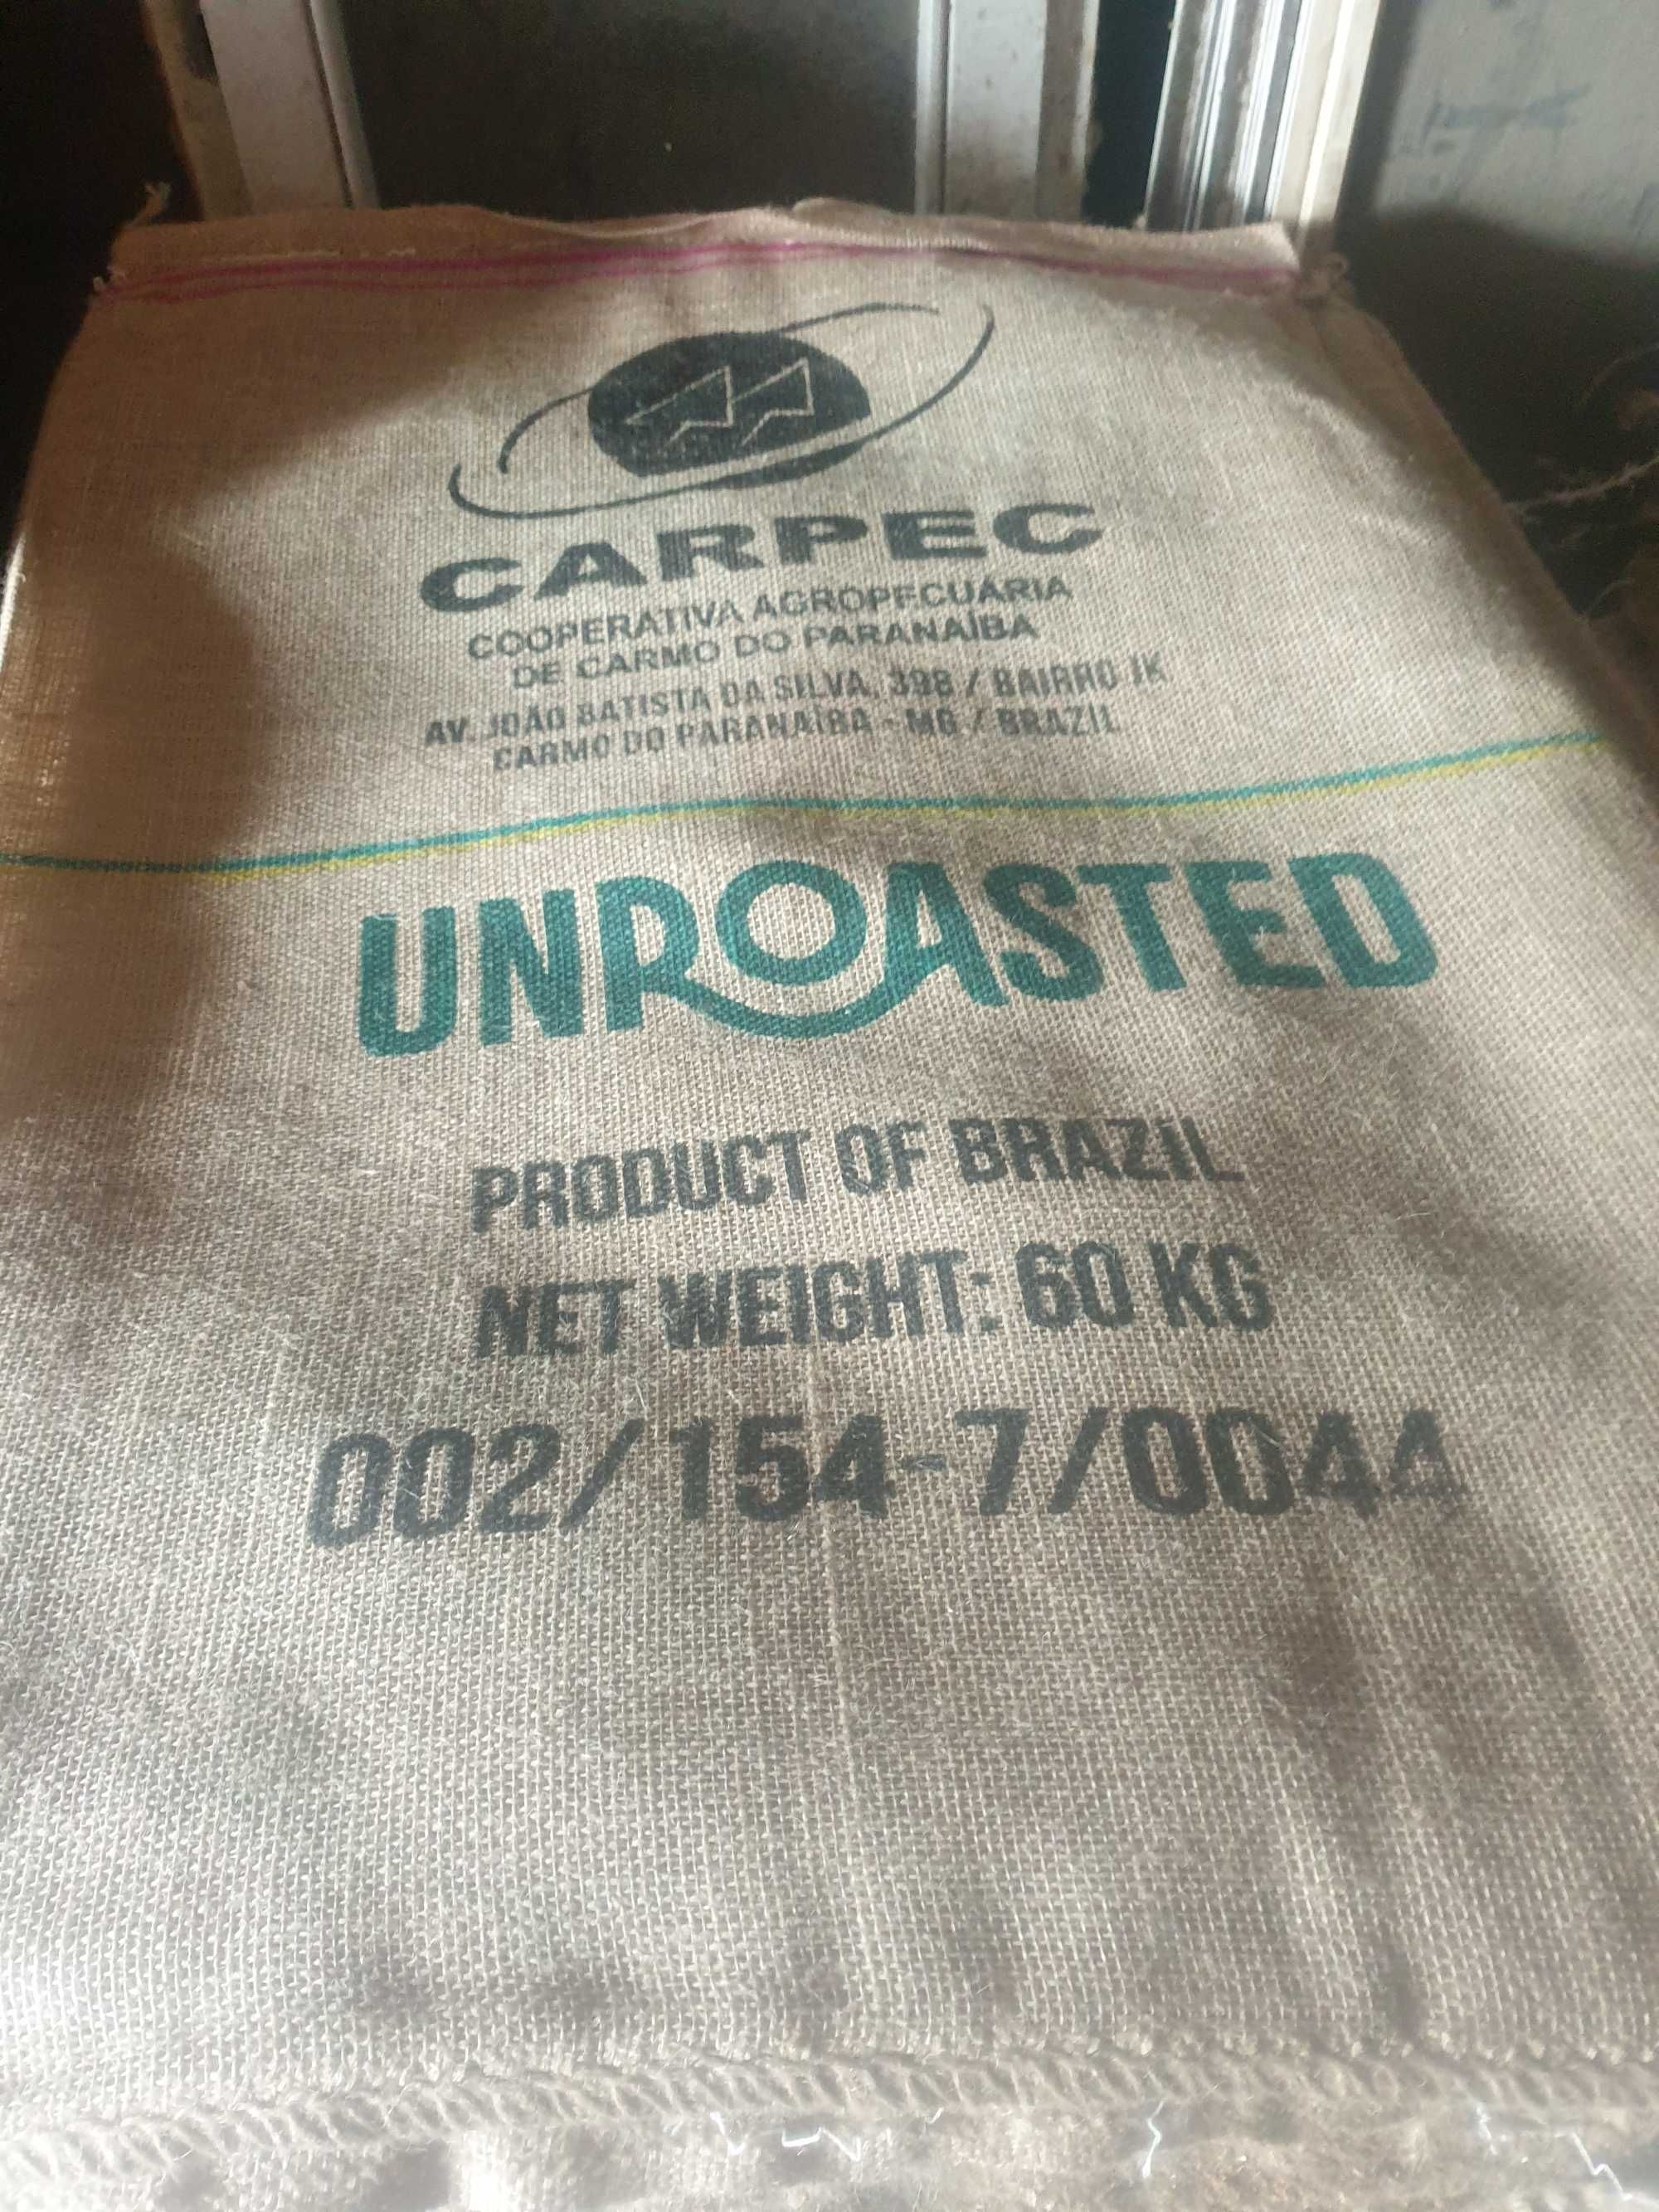 CARPEC
COOPERATIVA AGROPECUÁRIA
DE CARMO DO PARANAÍBA
AV. JOÃO BATISTA DA SILVA, 398 / BAIRRO JK
CARMO DO PARANAÍBA - MG / BRAZIL
UNROASTED
PRODUCT OF BRAZIL
NET WEIGHT: 60 KG
002/154-7/0044